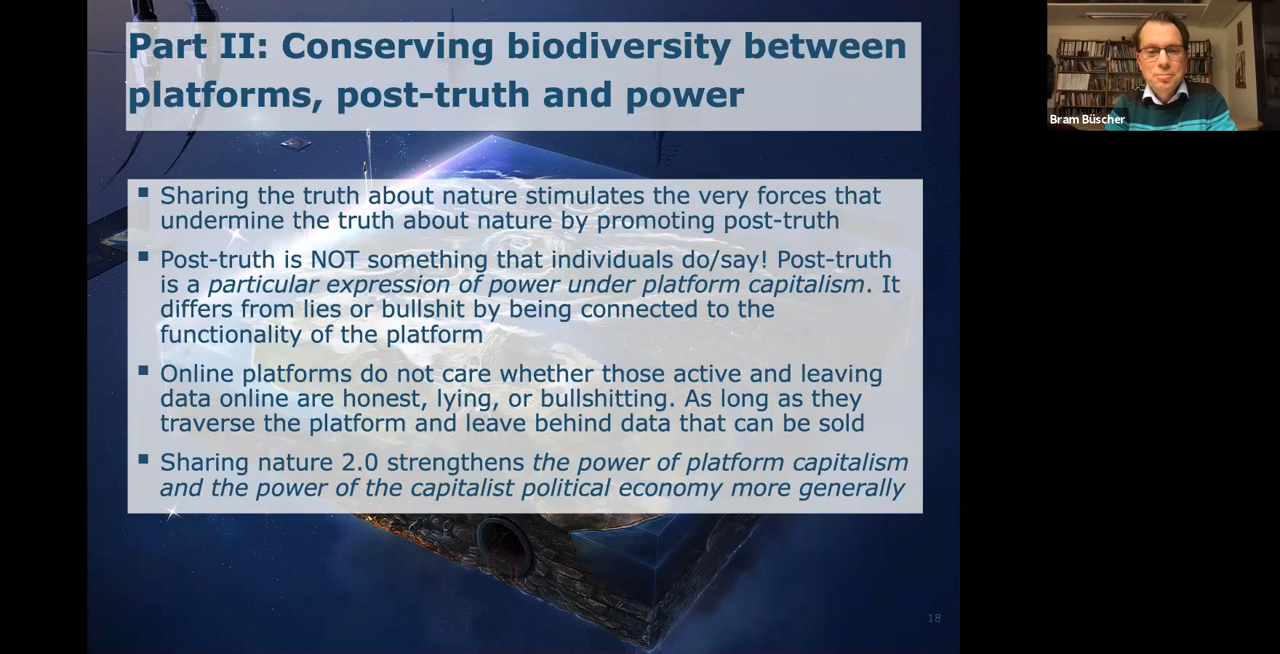 Part II: Conserving biodiversity between
platforms, post-truth and power
▪ Sharing the truth about nature stimulates the very forces that
undermine the truth about nature by promoting post-truth
▪ Post-truth is NOT something that individuals do/say! Post-truth
is a particular expression of power under platform capitalism. It
differs from lies or bullshit by being connected to the
functionality of the platform
▪ Online platforms do not care whether those active and leaving
data online are honest, lying, or bullshitting. As long as they
traverse the platform and leave behind data that can be sold
▪ Sharing nature 2.0 strengthens the power of platform capitalism
and the power of the capitalist political economy more generally
18
Bram Büscher